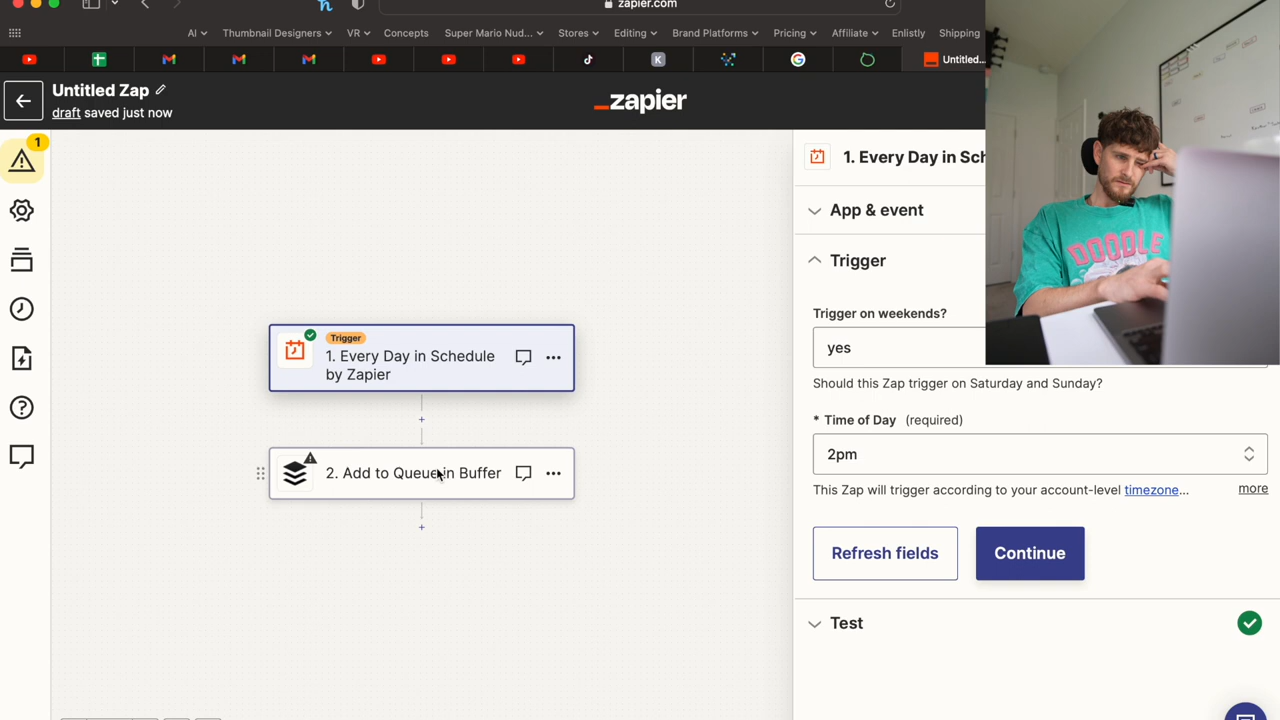 zapier.com
AI
Thumbnail Designers
VR
Concepts
Super Mario Nud...
Stores
Editing
Brand Platforms
Pricing
Affiliate
Enlistly
Shipping
K
Untitled...
Untitled Zap
draft saved just now
_zapier
1
1. Every Day in Sch
App & event
Trigger
Trigger on weekends?
yes
Should this Zap trigger on Saturday and Sunday?
* Time of Day (required)
2pm
This Zap will trigger according to your account-level timezone...
more
Refresh fields
Continue
Test
Trigger
1. Every Day in Schedule
by Zapier
2. Add to Queue in Buffer
DOODLE